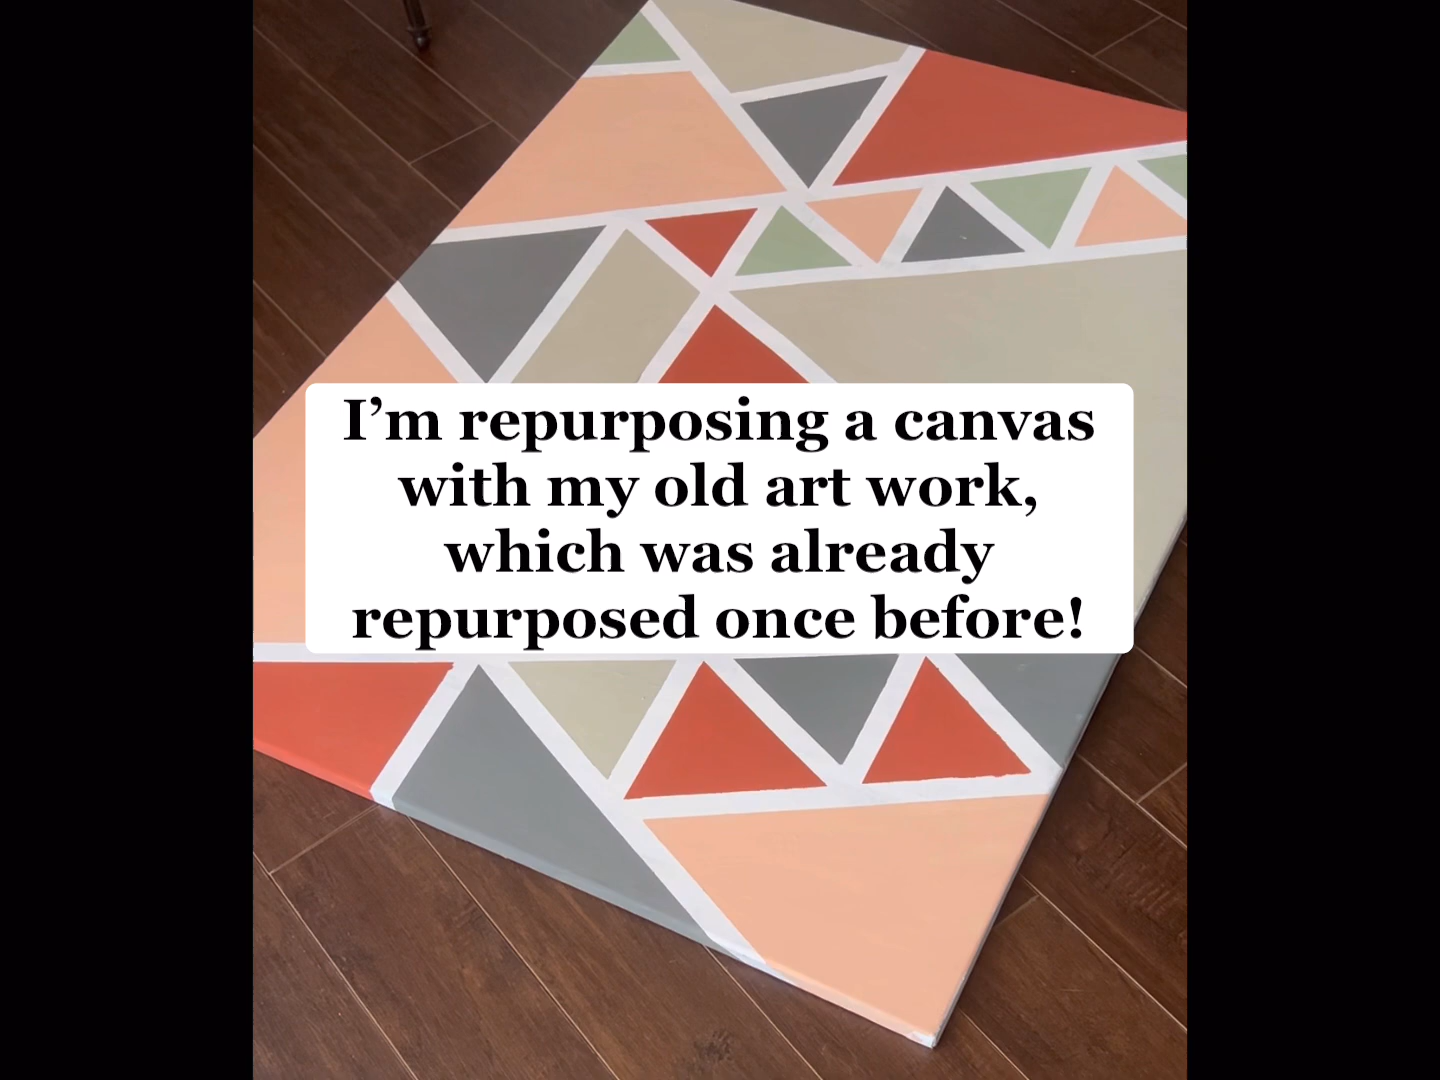 I’m repurposing a canvas
with my old art work,
which was already
repurposed once before!